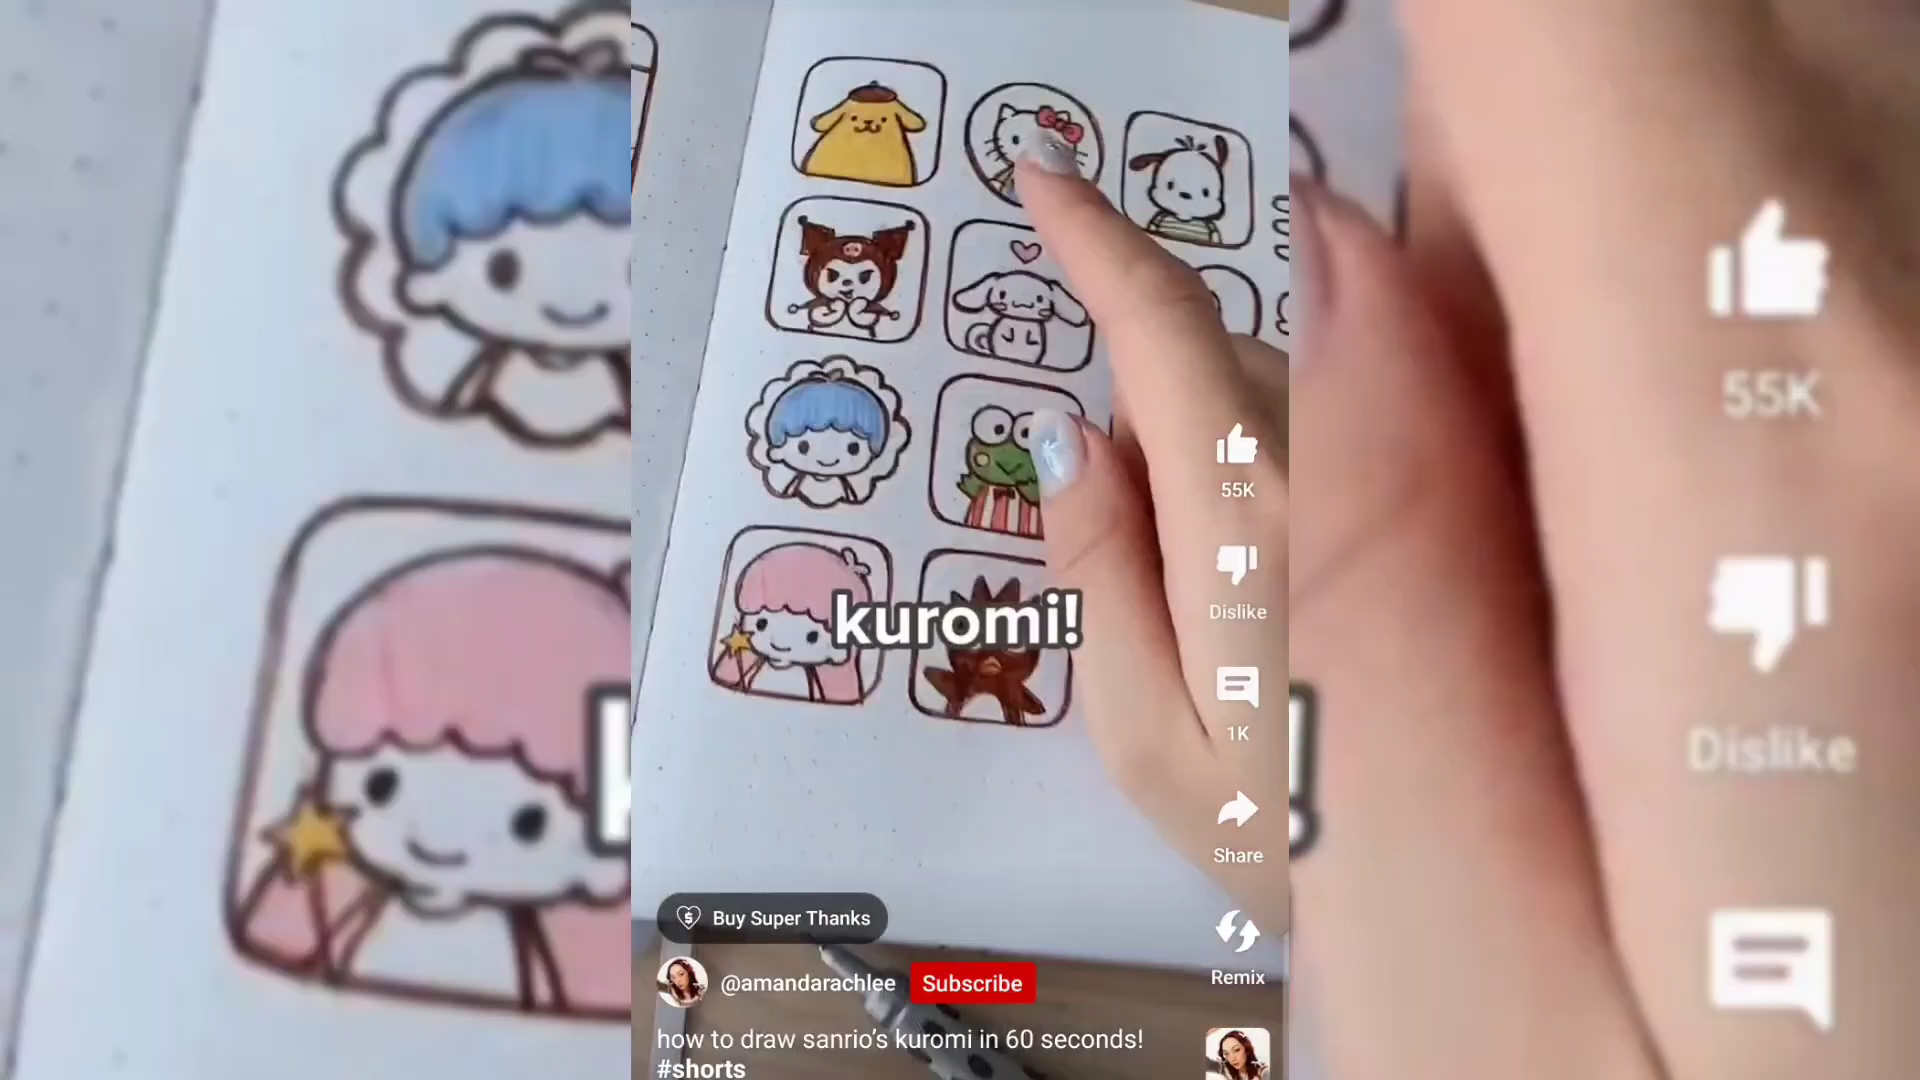 kuromi!
55K
Dislike
1K
Share
Remix
Buy Super Thanks
@amandarachlee
Subscribe
how to draw sanrio’s kuromi in 60 seconds!
#shorts
55K
Dislike